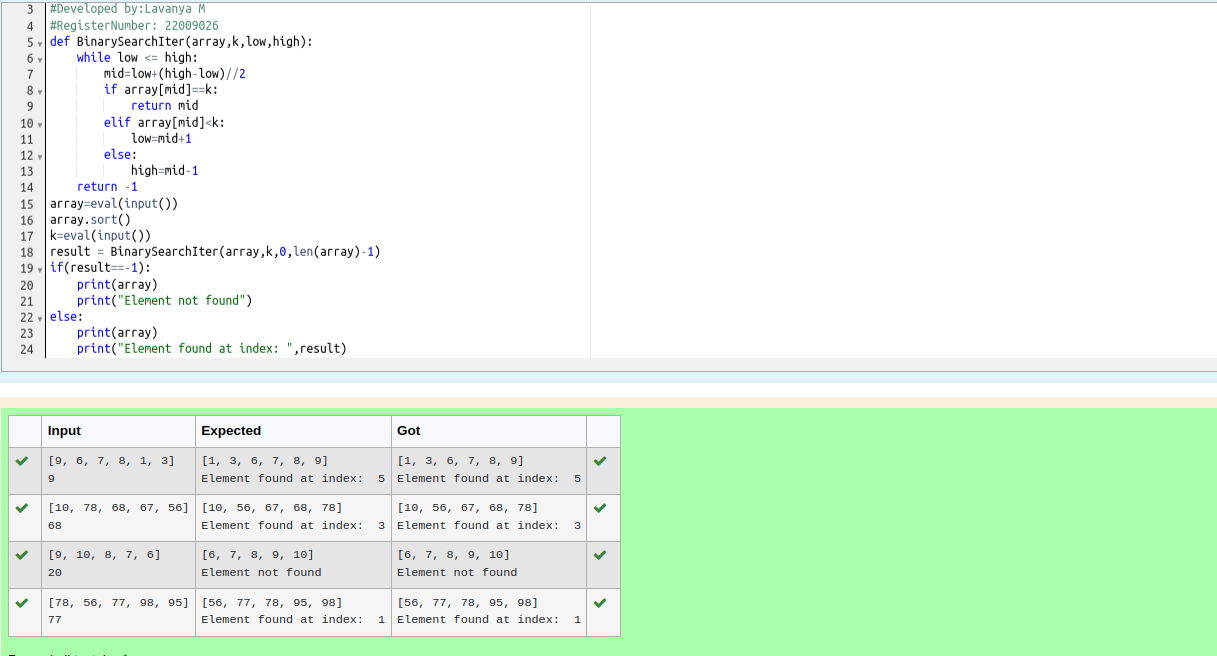 3 #Developed by:Lavanya M
4 #RegisterNumber: 22009026
5 def BinarySearchIter(array,k,low,high):
6     while low <= high:
7         mid=low+(high-low)//2
8         if array[mid]==k:
9             return mid
10         elif array[mid]<k:
11             low=mid+1
12         else:
13             high=mid-1
14     return -1
15 array=eval(input())
16 array.sort()
17 k=eval(input())
18 result = BinarySearchIter(array,k,0,len(array)-1)
19 if(result==-1):
20     print(array)
21     print("Element not found")
22 else:
23     print(array)
24     print("Element found at index: ",result)
Input Expected Got
[9, 6, 7, 8, 1, 3] [1, 3, 6, 7, 8, 9] [1, 3, 6, 7, 8, 9]
9 Element found at index:  5 Element found at index:  5
[10, 78, 68, 67, 56] [10, 56, 67, 68, 78] [10, 56, 67, 68, 78]
68 Element found at index:  3 Element found at index:  3
[9, 10, 8, 7, 6] [6, 7, 8, 9, 10] [6, 7, 8, 9, 10]
20 Element not found Element not found
[78, 56, 77, 98, 95] [56, 77, 78, 95, 98] [56, 77, 78, 95, 98]
77 Element found at index:  1 Element found at index:  1